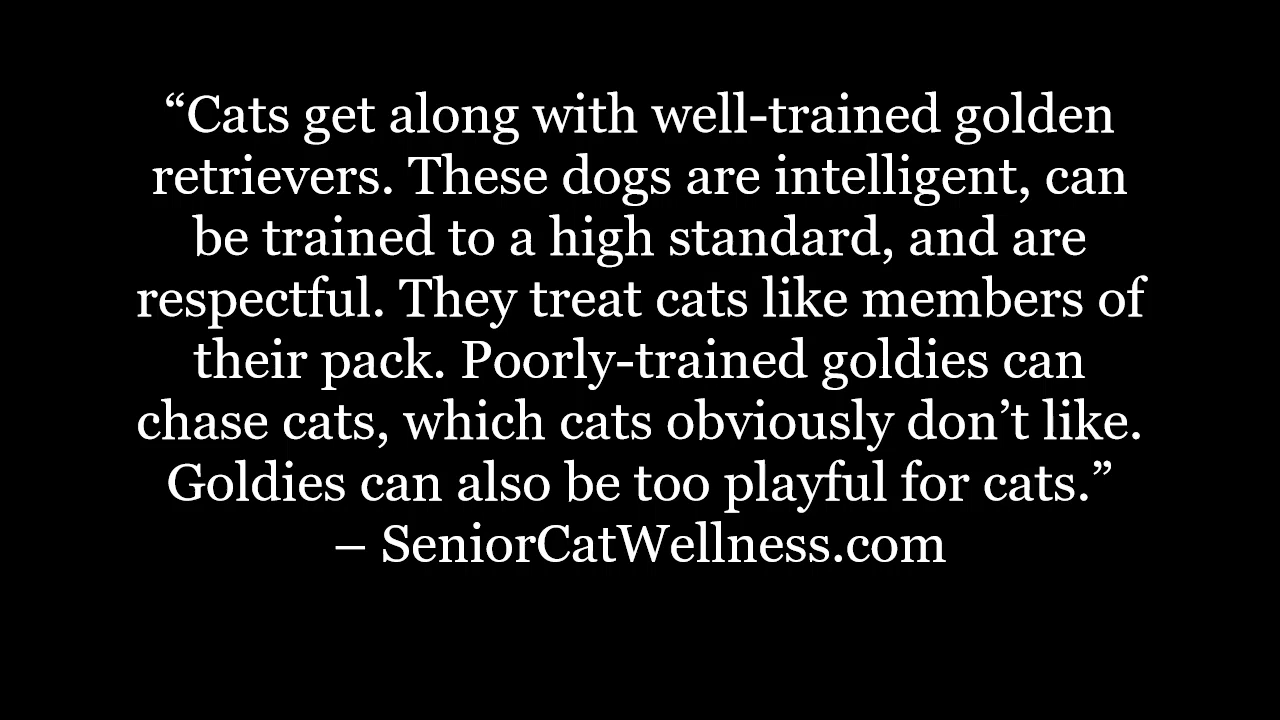 “Cats get along with well-trained golden
retrievers. These dogs are intelligent, can
be trained to a high standard, and are
respectful. They treat cats like members of
their pack. Poorly-trained goldies can
chase cats, which cats obviously don’t like.
Goldies can also be too playful for cats.”
– SeniorCatWellness.com